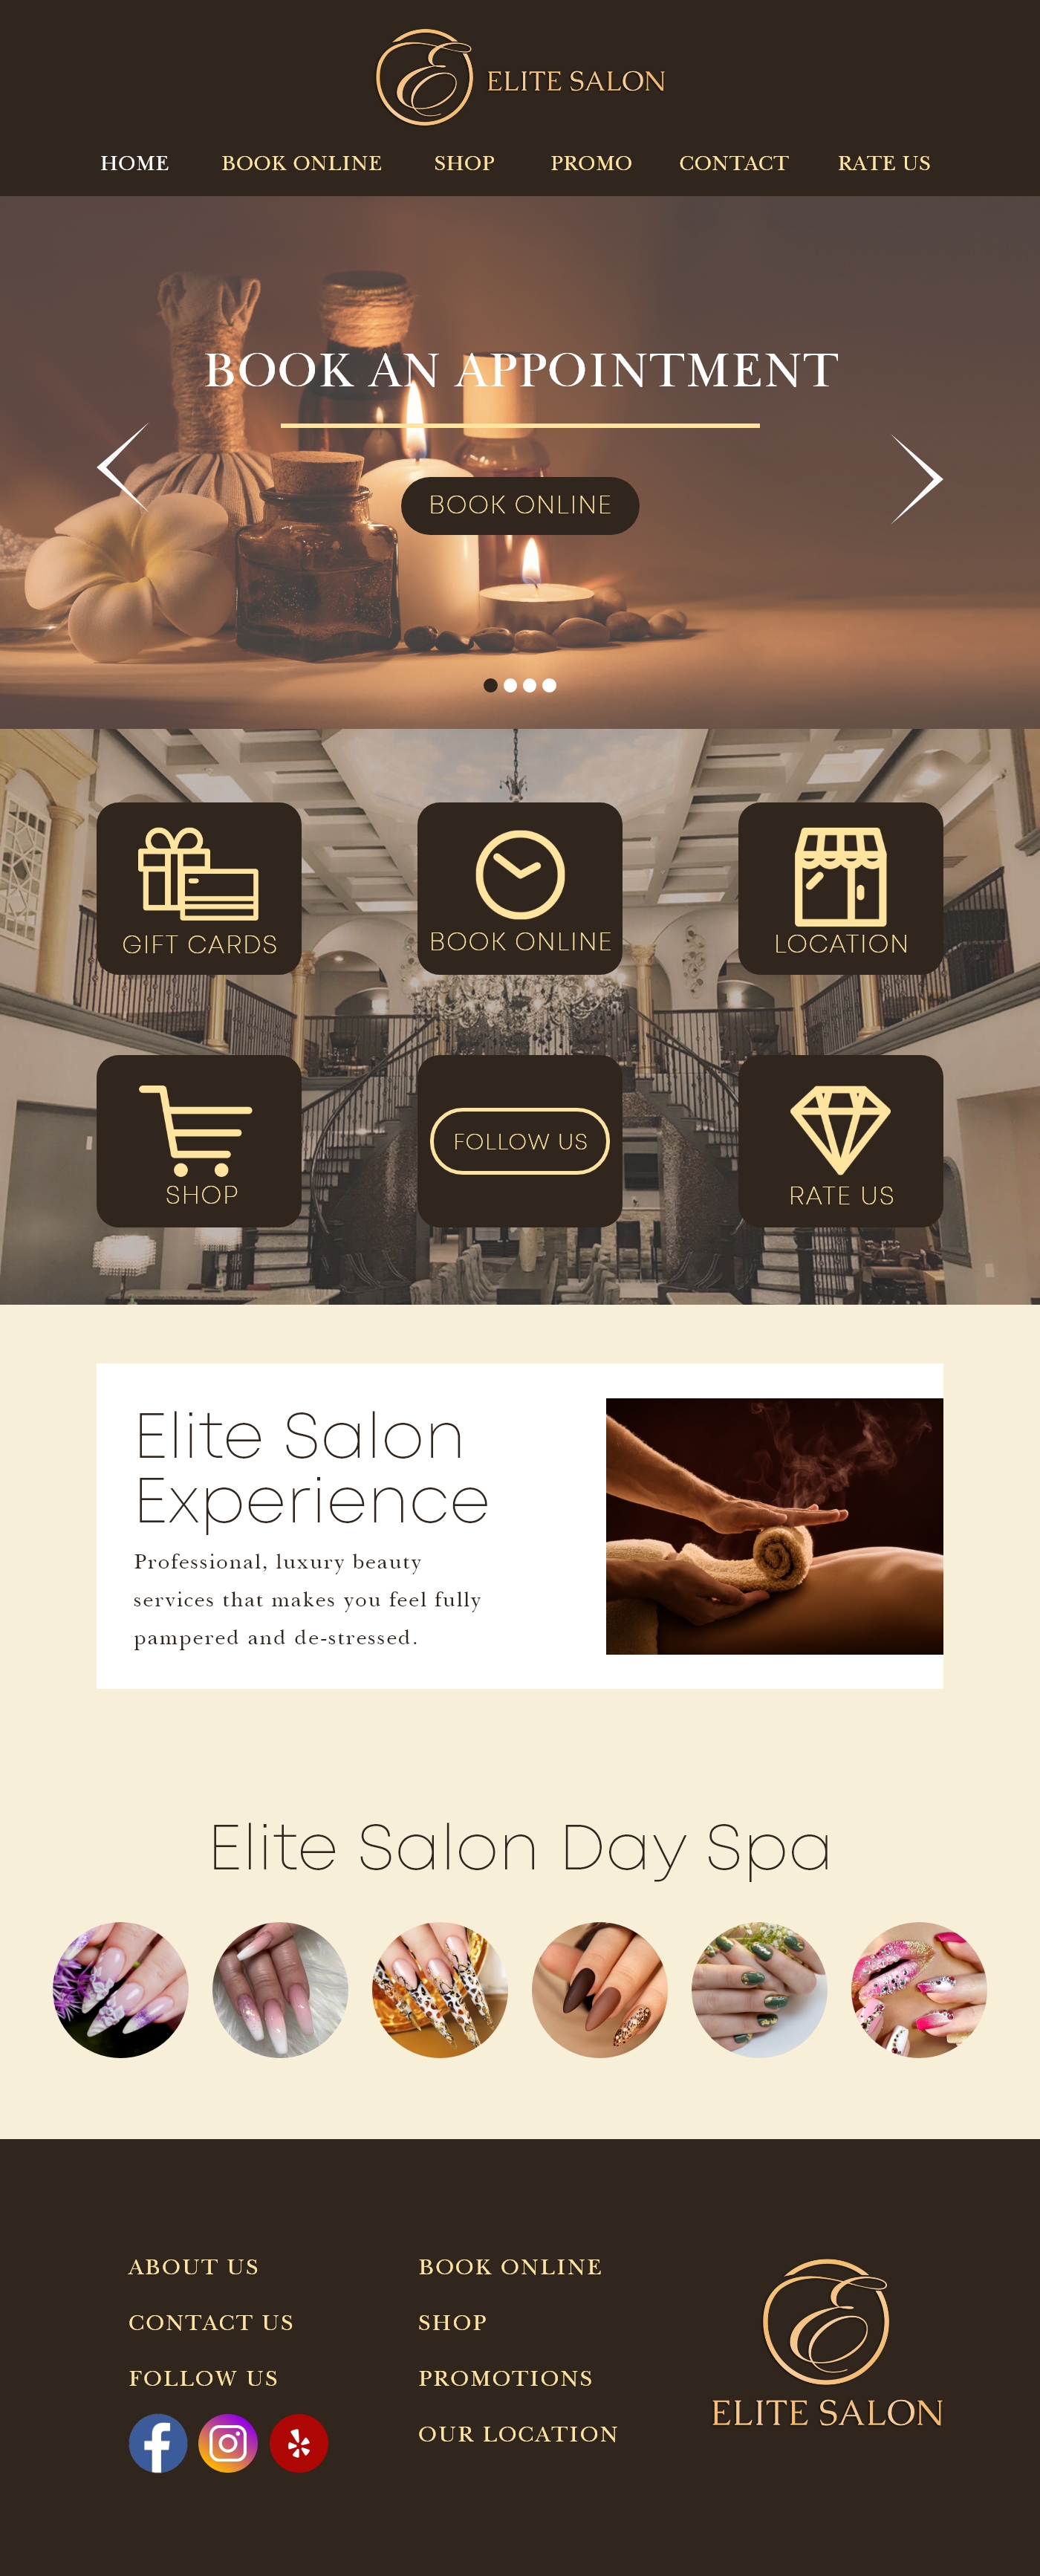 E ELITE SALON
HOME BOOK ONLINE SHOP PROMO CONTACT RATE US
BOOK AN APPOINTMENT
BOOK ONLINE
GIFT CARDS BOOK ONLINE LOCATION
SHOP FOLLOW US RATE US
Elite Salon
Experience
Professional, luxury beauty
services that makes you feel fully
pampered and de-stressed.
Elite Salon Day Spa
ABOUT US
CONTACT US
FOLLOW US
BOOK ONLINE
SHOP
PROMOTIONS
OUR LOCATION
E
ELITE SALON